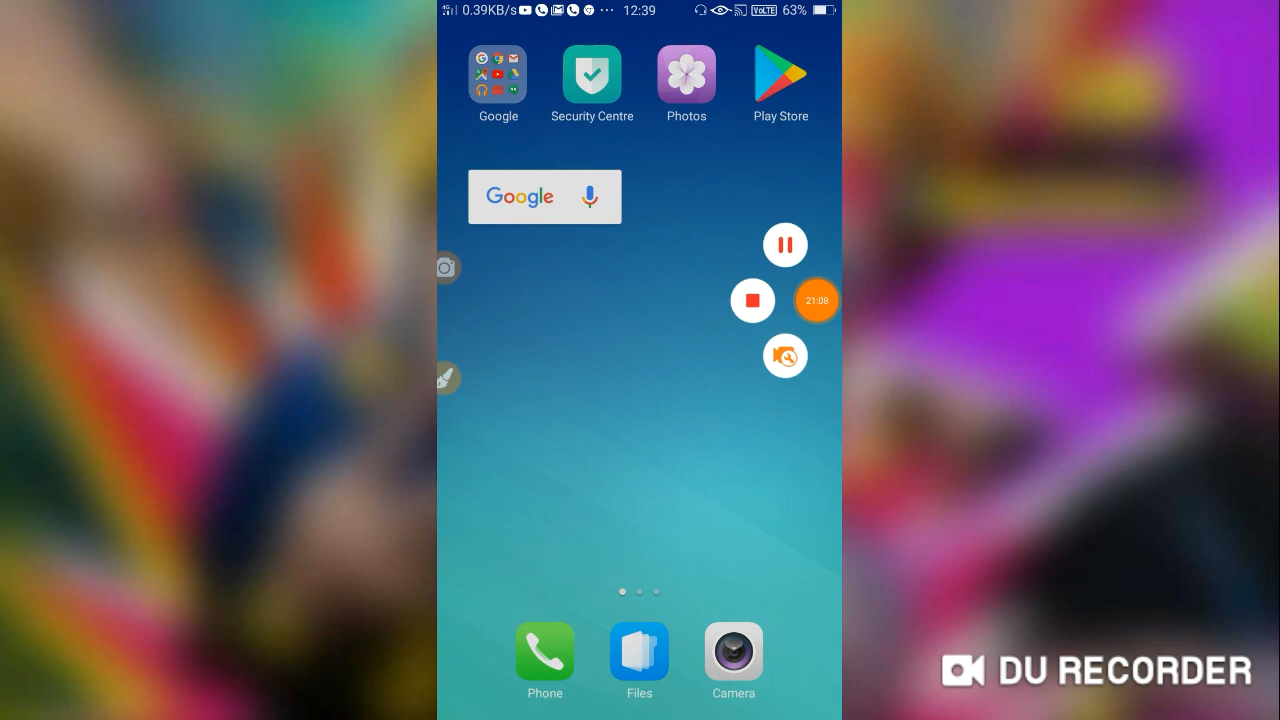 4G 0.39KB/s ... 12:39 VoLTE 63%
Google Security Centre Photos Play Store
Google
21:08
Phone Files Camera
DU RECORDER